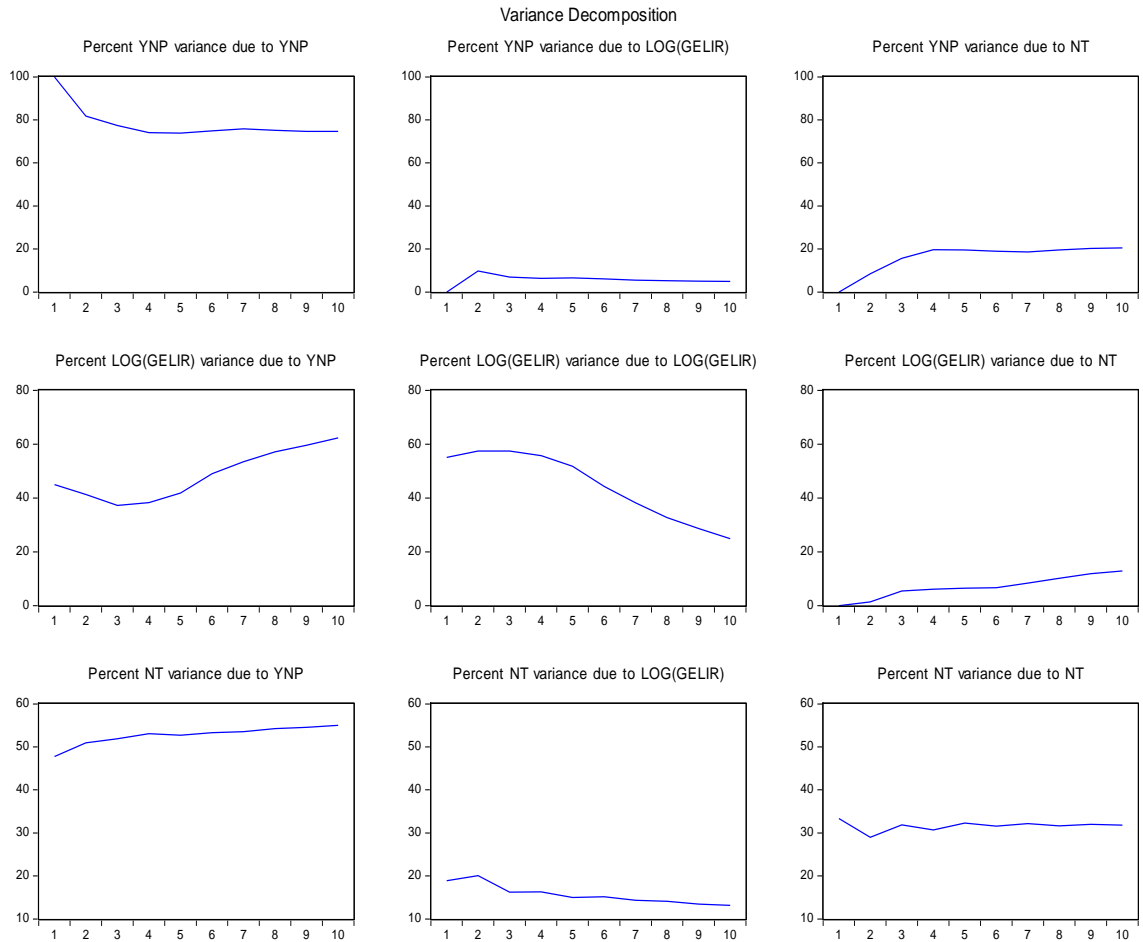 Variance Decomposition
Percent YNP variance due to YNP
100
80
60
40
20
0
1 2 3 4 5 6 7 8 9 10
Percent YNP variance due to LOG(GELIR)
100
80
60
40
20
0
1 2 3 4 5 6 7 8 9 10
Percent YNP variance due to NT
100
80
60
40
20
0
1 2 3 4 5 6 7 8 9 10
Percent LOG(GELIR) variance due to YNP
80
60
40
20
0
1 2 3 4 5 6 7 8 9 10
Percent LOG(GELIR) variance due to LOG(GELIR)
80
60
40
20
0
1 2 3 4 5 6 7 8 9 10
Percent LOG(GELIR) variance due to NT
80
60
40
20
0
1 2 3 4 5 6 7 8 9 10
Percent NT variance due to YNP
60
50
40
30
20
10
1 2 3 4 5 6 7 8 9 10
Percent NT variance due to LOG(GELIR)
60
50
40
30
20
10
1 2 3 4 5 6 7 8 9 10
Percent NT variance due to NT
60
50
40
30
20
10
1 2 3 4 5 6 7 8 9 10